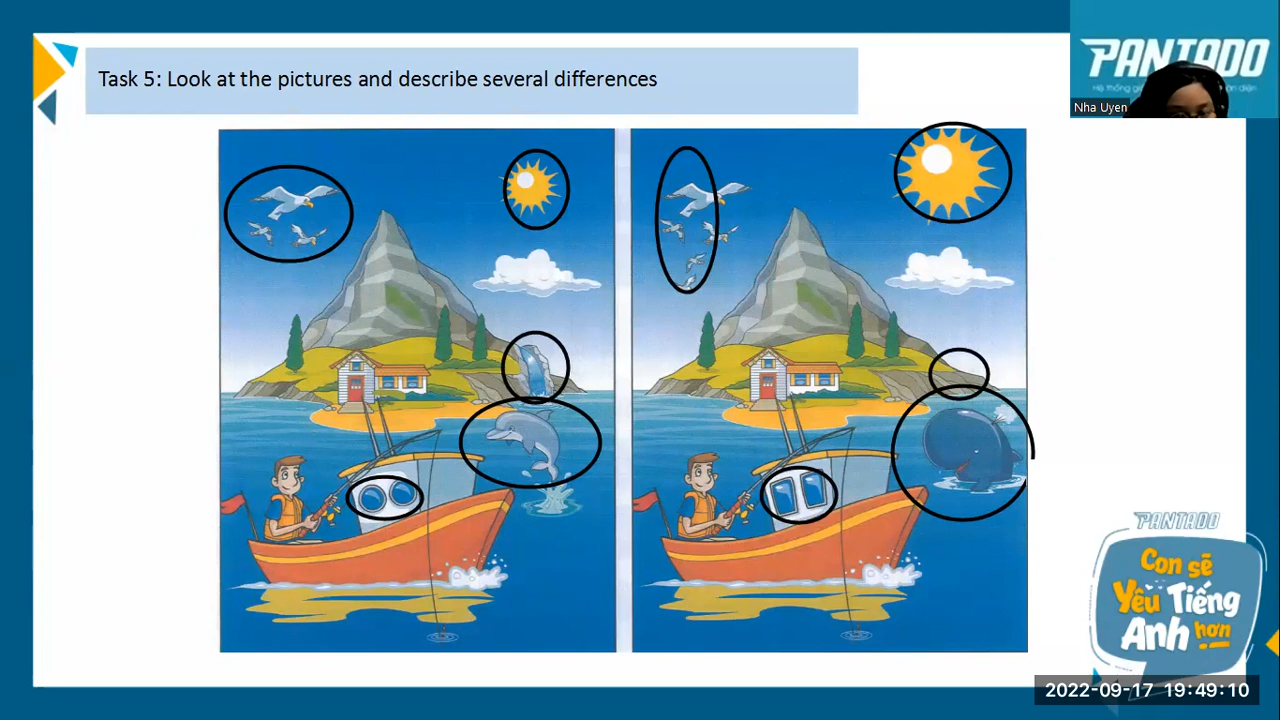 Task 5: Look at the pictures and describe several differences
PANTADO
Nha Uyen
PANTADO
Con sẽ
Yêu Tiếng
Anh hơn
2022-09-17 19:49:10